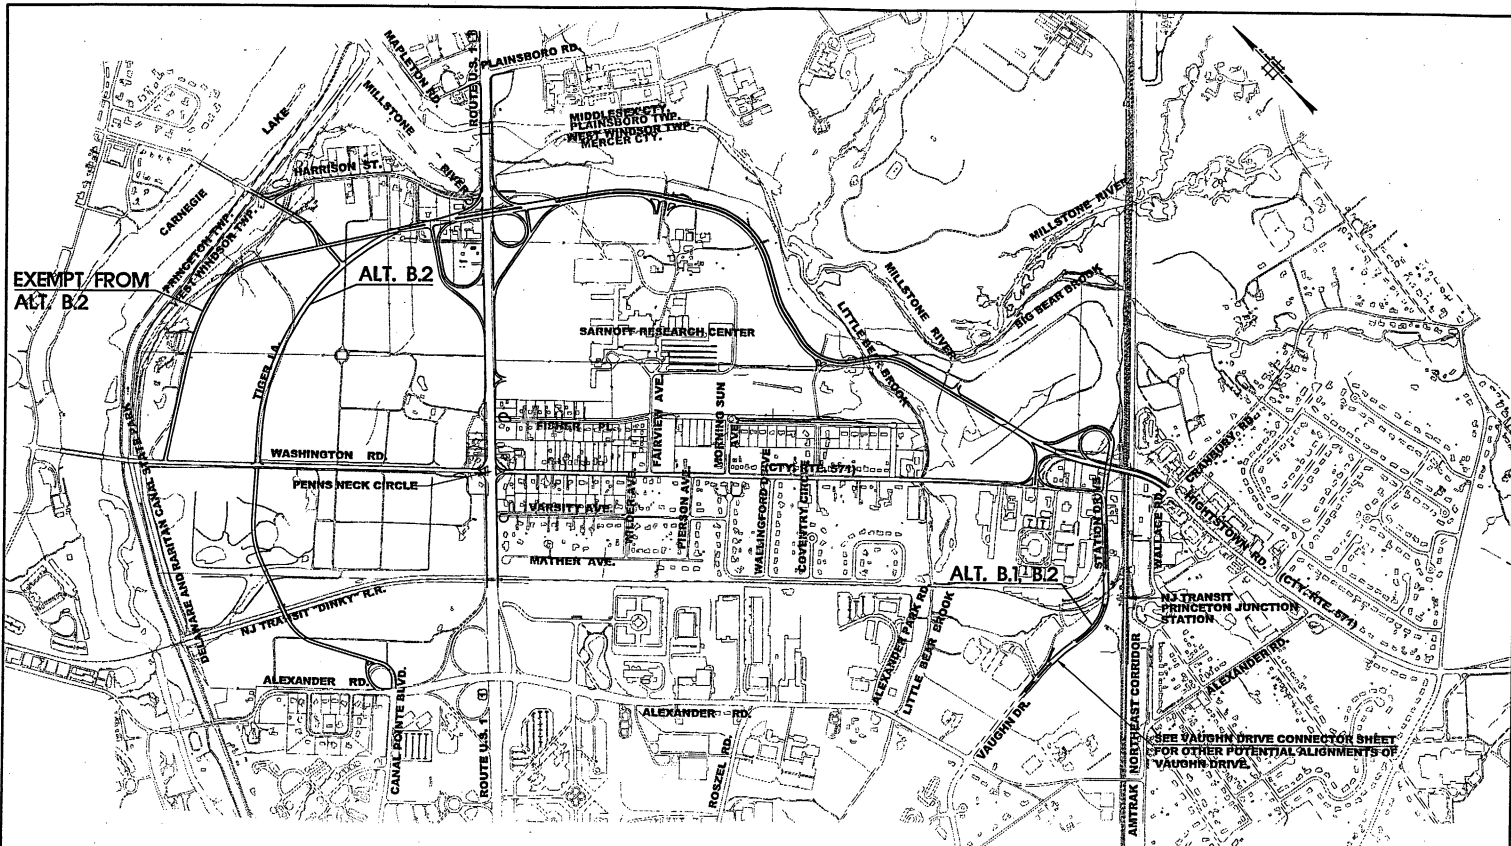 MAPLETON RD.
ROUTE U.S. 1
1
PLAINSBORO RD.
LAKE
MILLSTONE
RIVER
MIDDLESEX CTY.
PLAINSBORO TWP.
WEST WINDSOR TWP.
MERCER CTY.
HARRISON ST.
CARNEGIE
PRINCETON TWP.
WEST WINDSOR TWP.
MILLSTONE RIVER
EXEMPT FROM
ALT. B.2
ALT. B.2
MILLSTONE RIVER
BIG BEAR BROOK
LITTLE BEAR BROOK
SARNOFF RESEARCH CENTER
TIGER LA.
FAIRVIEW AVE.
MORNING SUN
AVE.
FISHER PL.
WASHINGTON RD.
(CTY. RTE. 571)
PENNS NECK CIRCLE
CRANBURY RD.
VARSITY AVE.
WILDER AVE.
PIERSON AVE.
WALLINGFORD DRIVE
COVENTRY CIRCLE
STATION DRIVE
WALLACE RD.
HIGHTSTOWN RD.
(CTY. RTE. 571)
MATHER AVE.
ALT. B.1, B.2
DELAWARE AND RARITAN CANAL STATE PARK
NJ TRANSIT "DINKY" R.R.
NJ TRANSIT
PRINCETON JUNCTION
STATION
ALEXANDER PARK RD.
LITTLE BEAR BROOK
ALEXANDER RD.
ALEXANDER RD.
CANAL POINTE BLVD.
ROUTE U.S. 1
1
ALEXANDER RD.
ROSZEL RD.
VAUGHN DR.
AMTRAK NORTHEAST CORRIDOR
SEE VAUGHN DRIVE CONNECTOR SHEET
FOR OTHER POTENTIAL ALIGNMENTS OF
VAUGHN DRIVE.